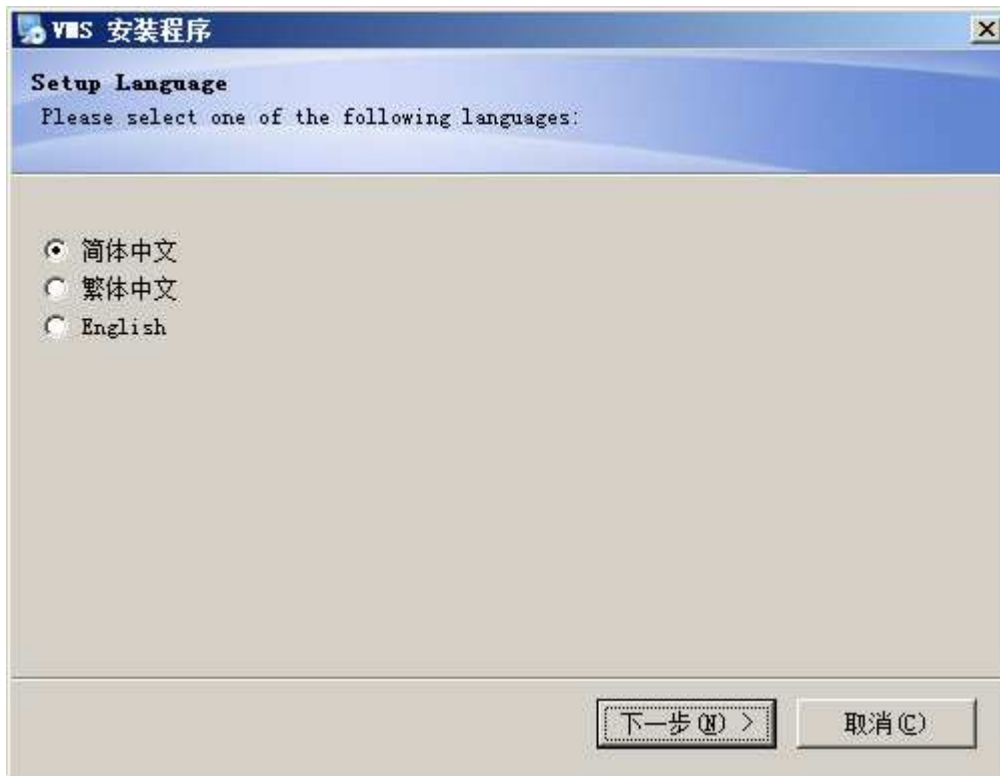 VMS 安装程序
Setup Language
Please select one of the following languages:
简体中文
繁体中文
English
下一步(N) >
取消(C)